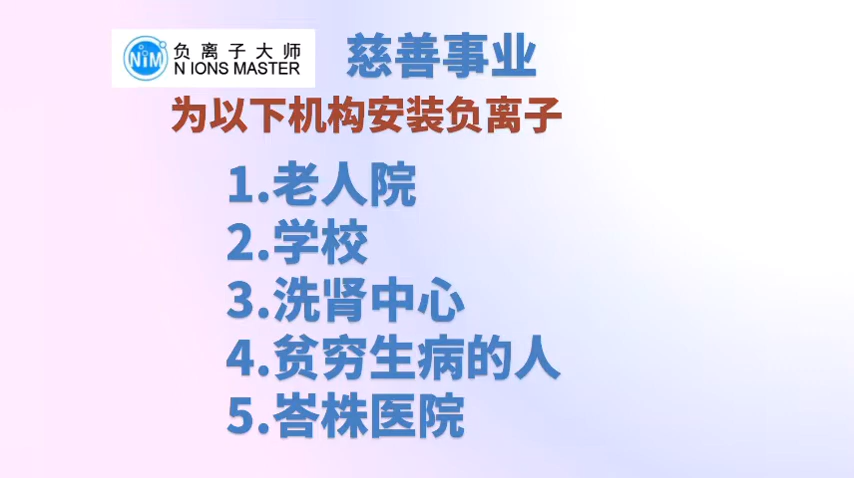 NiM
负离子大师
N IONS MASTER
慈善事业
为以下机构安装负离子
1.老人院
2.学校
3.洗肾中心
4.贫穷生病的人
5.峇株医院